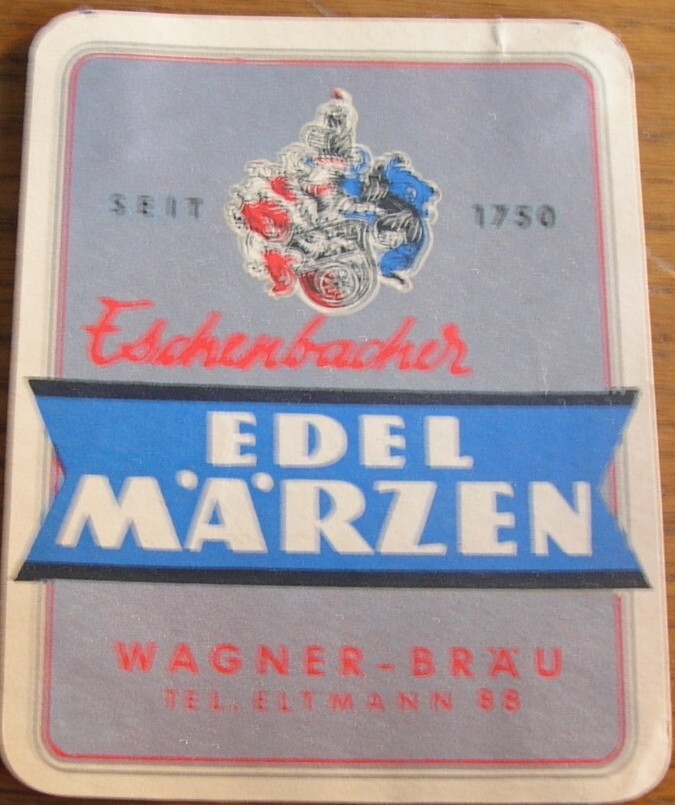 SEIT 1750
Eschenbacher
EDEL
MÄRZEN
WAGNER-BRÄU
TEL. ELTMANN 88